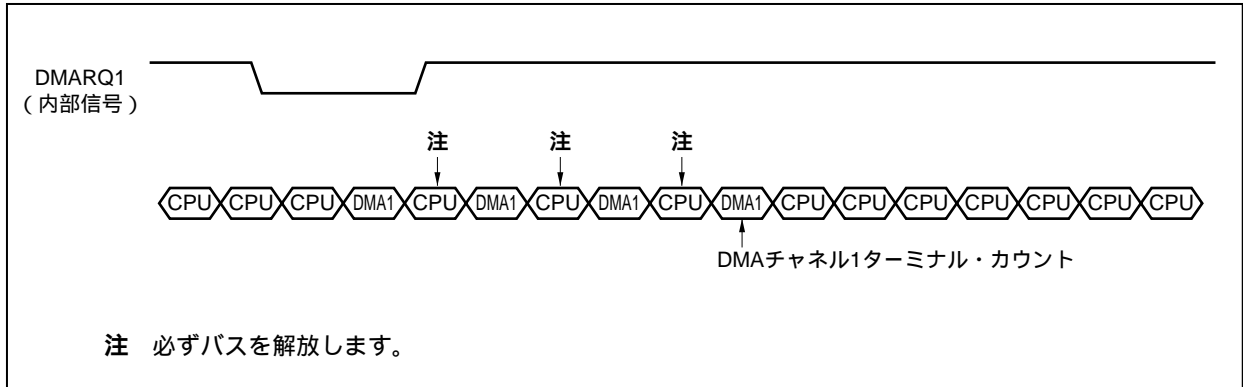 DMARQ1
（内部信号）
注 注 注
CPU CPU CPU DMA1 CPU DMA1 CPU DMA1 CPU DMA1 CPU CPU CPU CPU CPU CPU CPU
DMAチャネル1ターミナル・カウント
注 必ずバスを解放します。